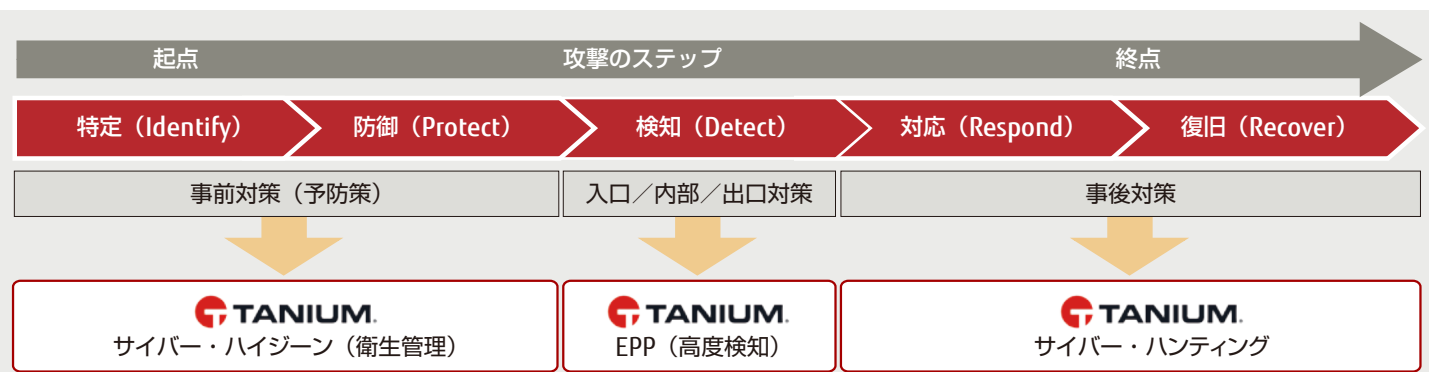 起点 攻撃のステップ 終点
特定（Identify） 防御（Protect） 検知（Detect） 対応（Respond） 復旧（Recover）
事前対策（予防策） 入口／内部／出口対策 事後対策
TANIUM. TANIUM. TANIUM.
サイバー・ハイジーン（衛生管理） EPP（高度検知） サイバー・ハンティング